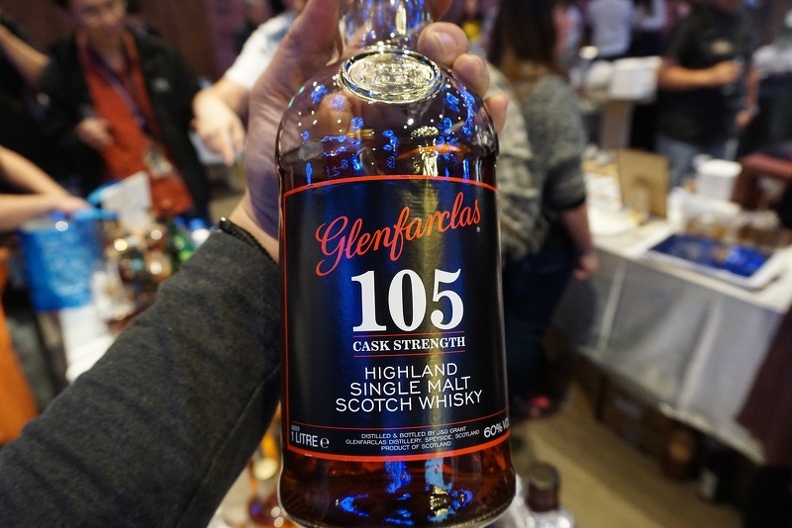 Glenfarclas
105
CASK STRENGTH
HIGHLAND
SINGLE MALT
SCOTCH WHISKY
1 LITRE ℮
DISTILLED & BOTTLED BY J&G GRANT
GLENFARCLAS DISTILLERY, SPEYSIDE, SCOTLAND
PRODUCT OF SCOTLAND
60% VOL